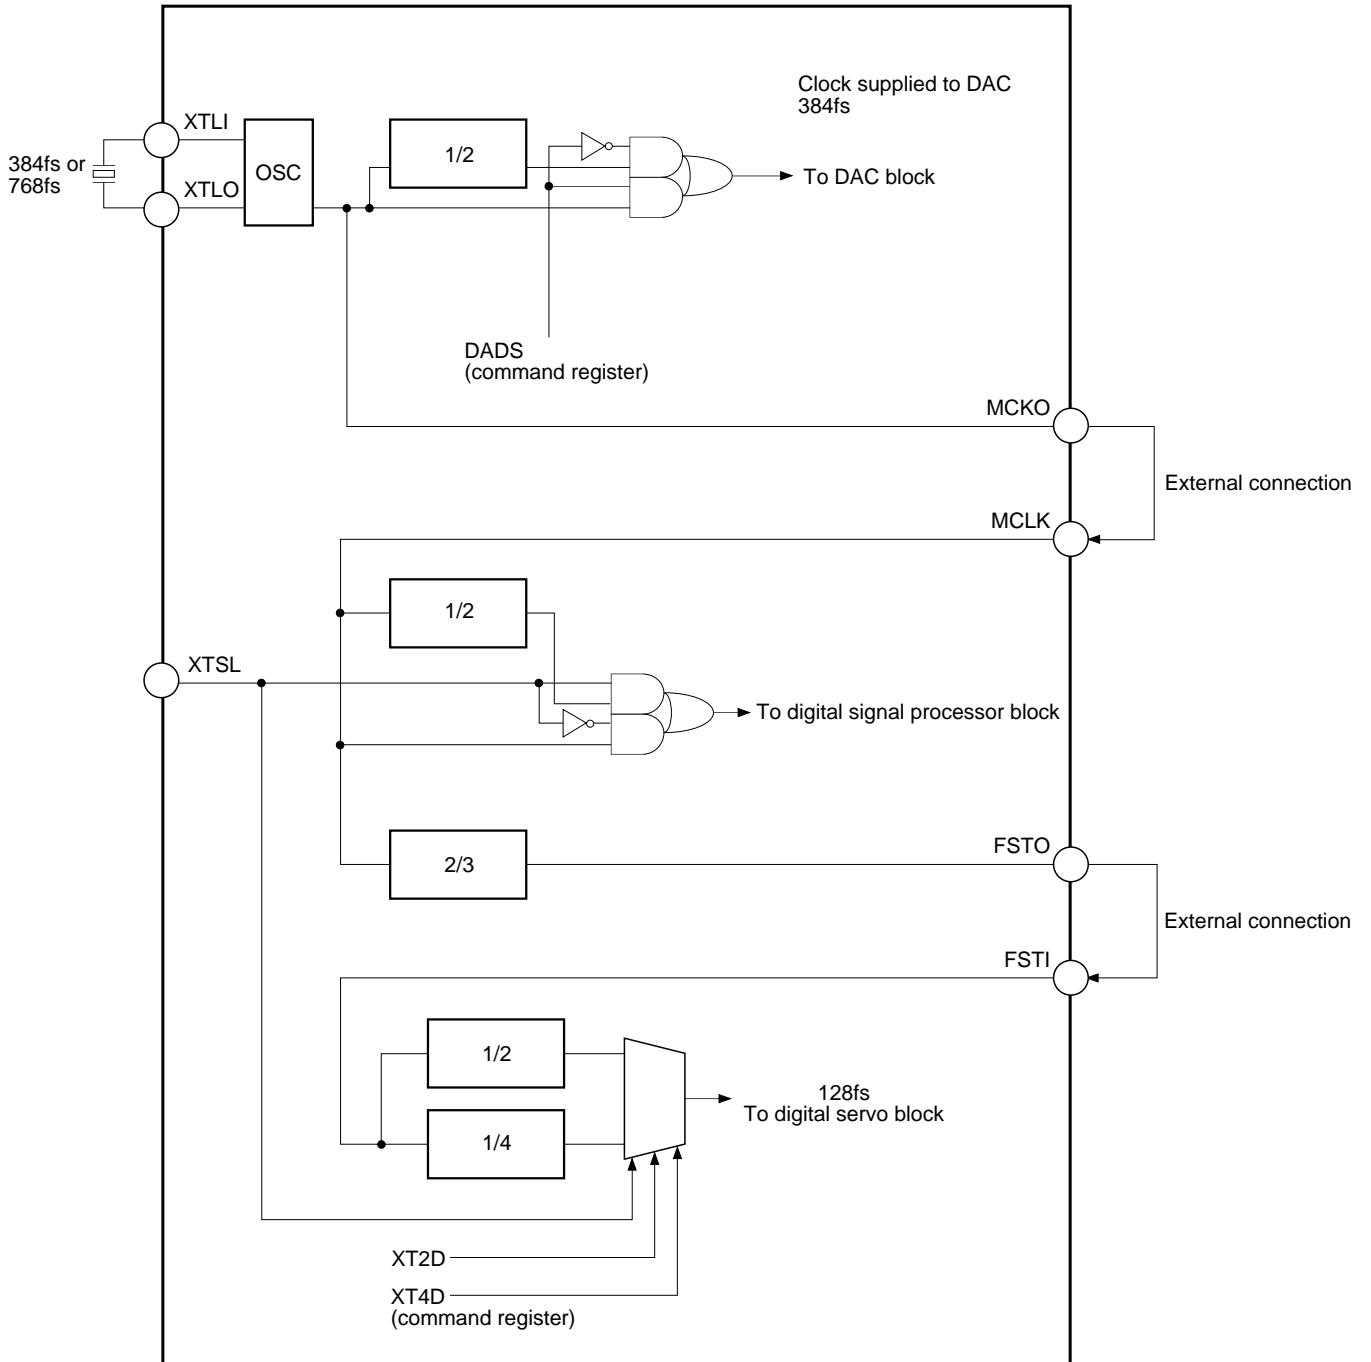 Clock supplied to DAC
384fs
XTLI
384fs or
768fs
OSC
1/2
XTLO
To DAC block
DADS
(command register)
MCKO
External connection
MCLK
1/2
XTSL
To digital signal processor block
2/3
FSTO
External connection
FSTI
1/2
128fs
To digital servo block
1/4
XT2D
XT4D
(command register)